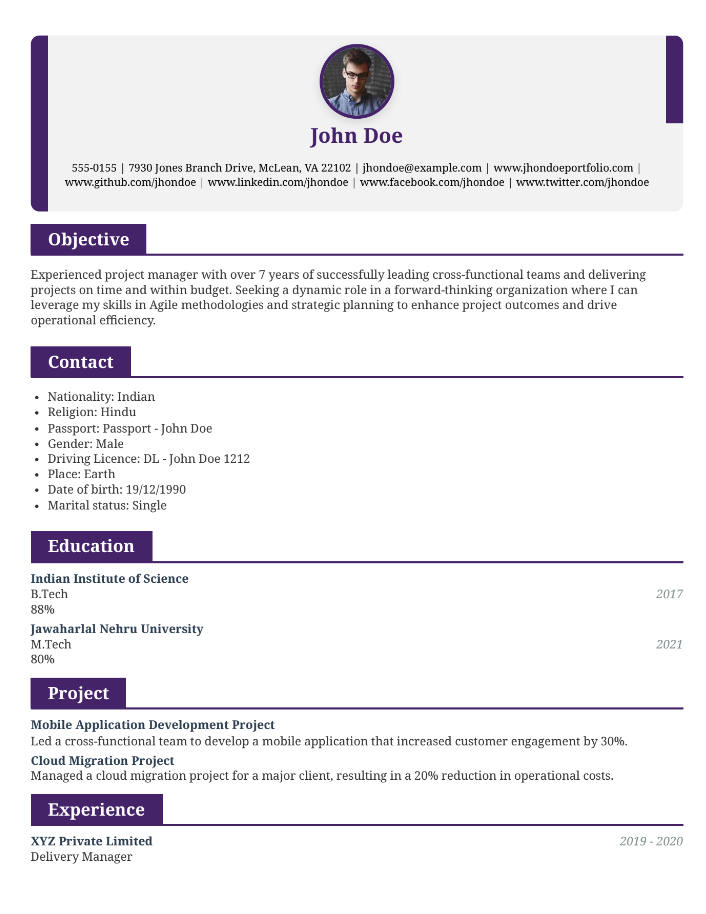 John Doe
555-0155 | 7930 Jones Branch Drive, McLean, VA 22102 | jhondoe@example.com | www.jhondoeportfolio.com |
www.github.com/jhondoe | www.linkedin.com/jhondoe | www.facebook.com/jhondoe | www.twitter.com/jhondoe
Objective
Experienced project manager with over 7 years of successfully leading cross-functional teams and delivering
projects on time and within budget. Seeking a dynamic role in a forward-thinking organization where I can
leverage my skills in Agile methodologies and strategic planning to enhance project outcomes and drive
operational efficiency.
Contact
• Nationality: Indian
• Religion: Hindu
• Passport: Passport - John Doe
• Gender: Male
• Driving Licence: DL - John Doe 1212
• Place: Earth
• Date of birth: 19/12/1990
• Marital status: Single
Education
Indian Institute of Science
B.Tech 2017
88%
Jawaharlal Nehru University
M.Tech 2021
80%
Project
Mobile Application Development Project
Led a cross-functional team to develop a mobile application that increased customer engagement by 30%.
Cloud Migration Project
Managed a cloud migration project for a major client, resulting in a 20% reduction in operational costs.
Experience
XYZ Private Limited 2019 - 2020
Delivery Manager